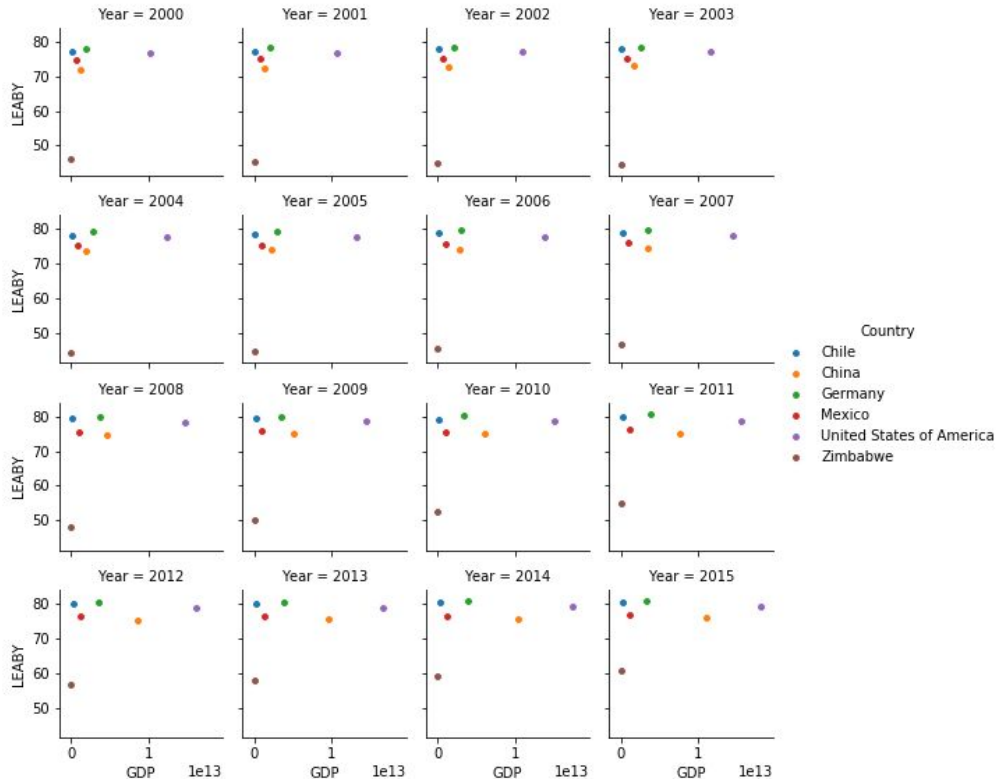 Year = 2000 Year = 2001 Year = 2002 Year = 2003
80
70
60
50
LEABY
Year = 2004 Year = 2005 Year = 2006 Year = 2007
80
70
60
50
LEABY
Country
Chile
China
Germany
Mexico
United States of America
Zimbabwe
Year = 2008 Year = 2009 Year = 2010 Year = 2011
80
70
60
50
LEABY
Year = 2012 Year = 2013 Year = 2014 Year = 2015
80
70
60
50
LEABY
0 1 0 1 0 1 0 1
GDP 1e13 GDP 1e13 GDP 1e13 GDP 1e13